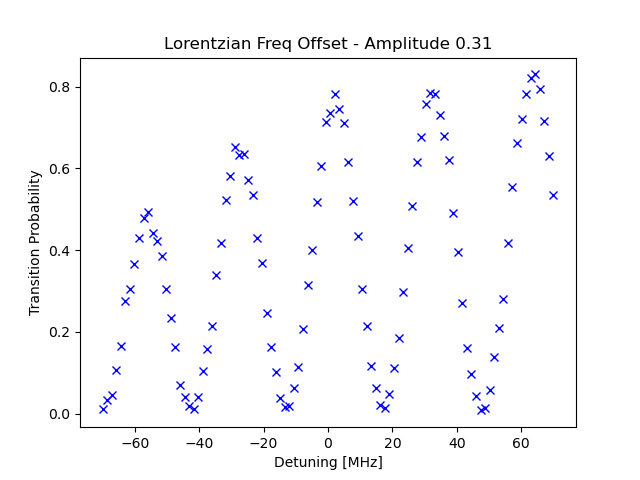 Lorentzian Freq Offset - Amplitude 0.31
0.8
0.6
0.4
0.2
0.0
Transition Probability
−60 −40 −20 0 20 40 60
Detuning [MHz]